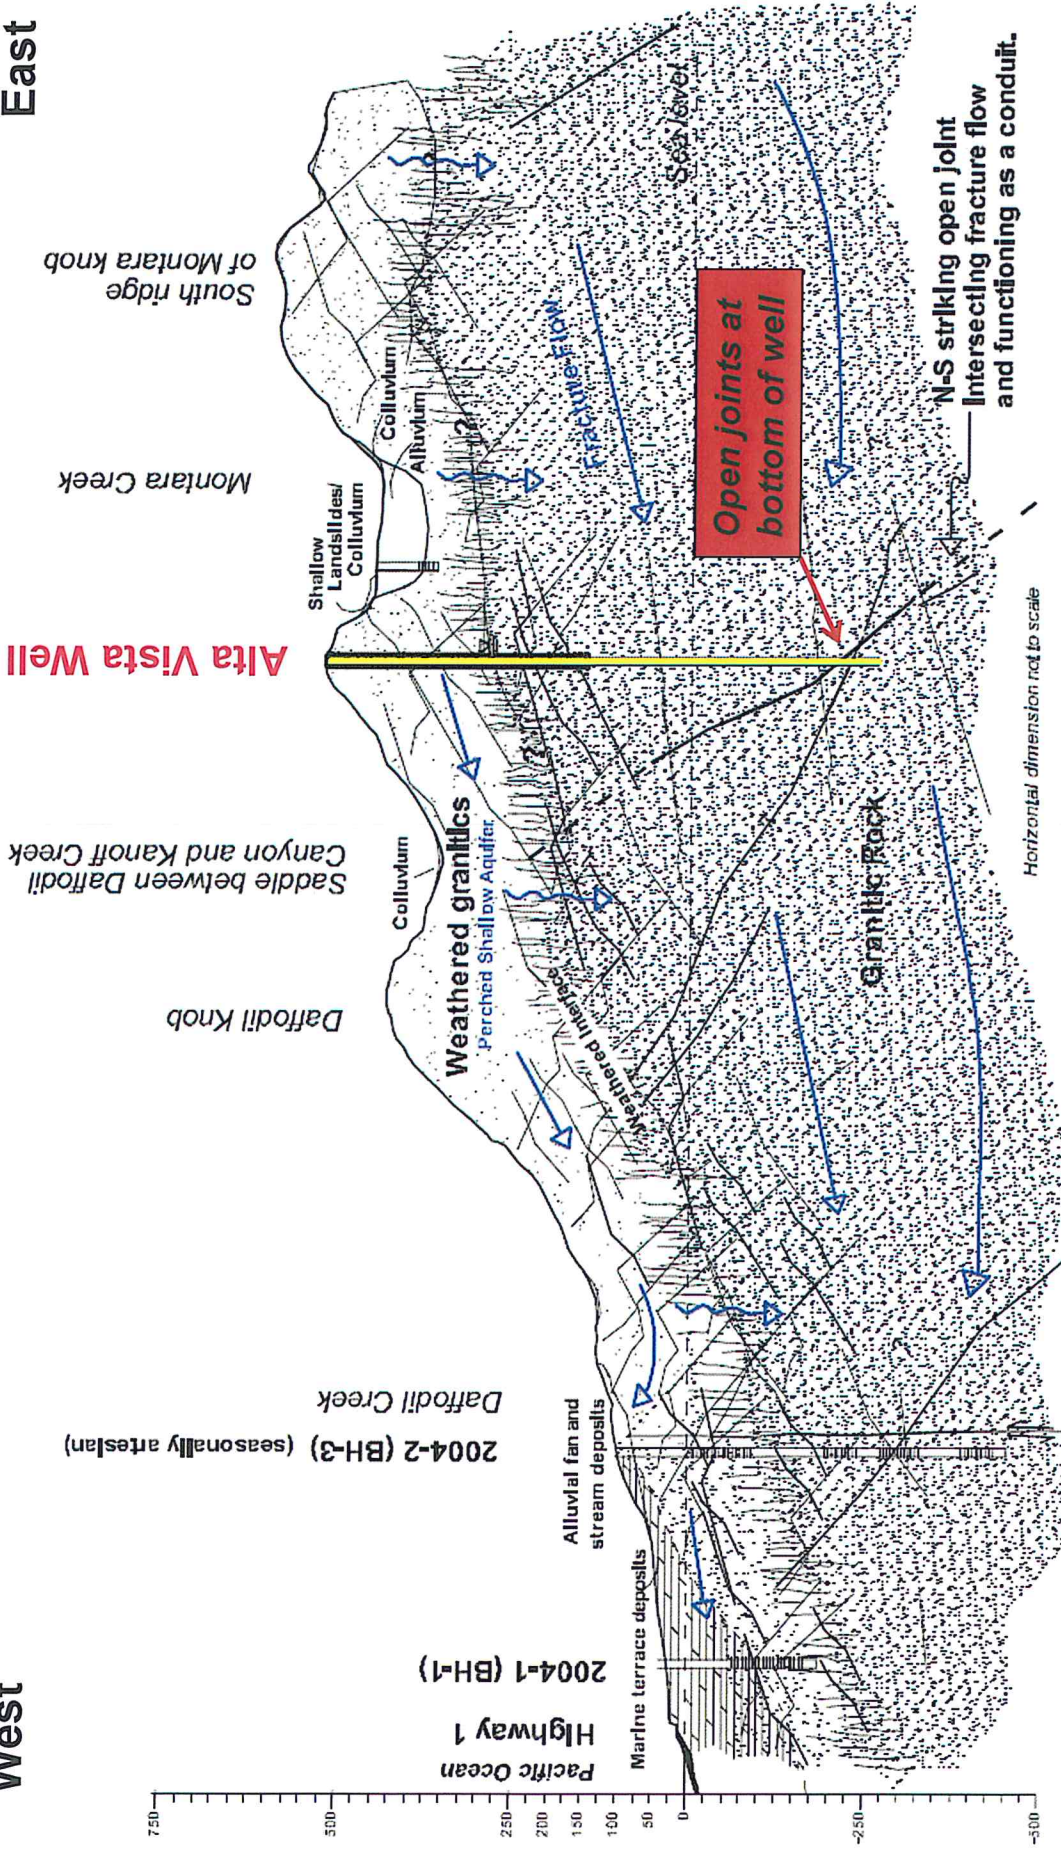 West
East
Pacific Ocean
Highway 1
2004-1 (BH-1)
2004-2 (BH-3) (seasonally artesian)
Daffodil Creek
Daffodil Knob
Saddle between Daffodil
Canyon and Kanoff Creek
Alta Vista Well
Montara Creek
South ridge
of Montara knob
750
500
250
200
150
100
50
0
-250
-500
Marine terrace deposits
Alluvial fan and
stream deposits
Colluvium
Weathered granitics
Perched Shallow Aquifer
Weathered Interface
?
Shallow
Landslides/
Colluvium
Colluvium
Alluvium
?
?
Fracture Flow
Sea level
Open joints at
bottom of well
Granitic Rock
?
N-S striking open joint
Intersecting fracture flow
and functioning as a conduit.
Horizontal dimension not to scale